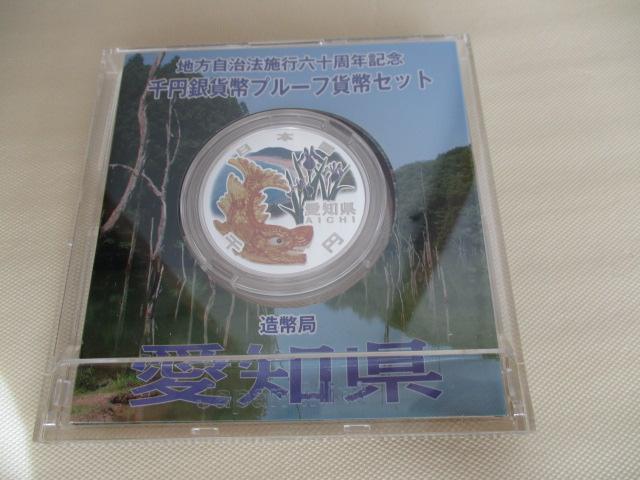 地方自治法施行六十周年記念
千円銀貨幣プルーフ貨幣セット
日本国
愛知県
AICHI
千円
造幣局
愛知県